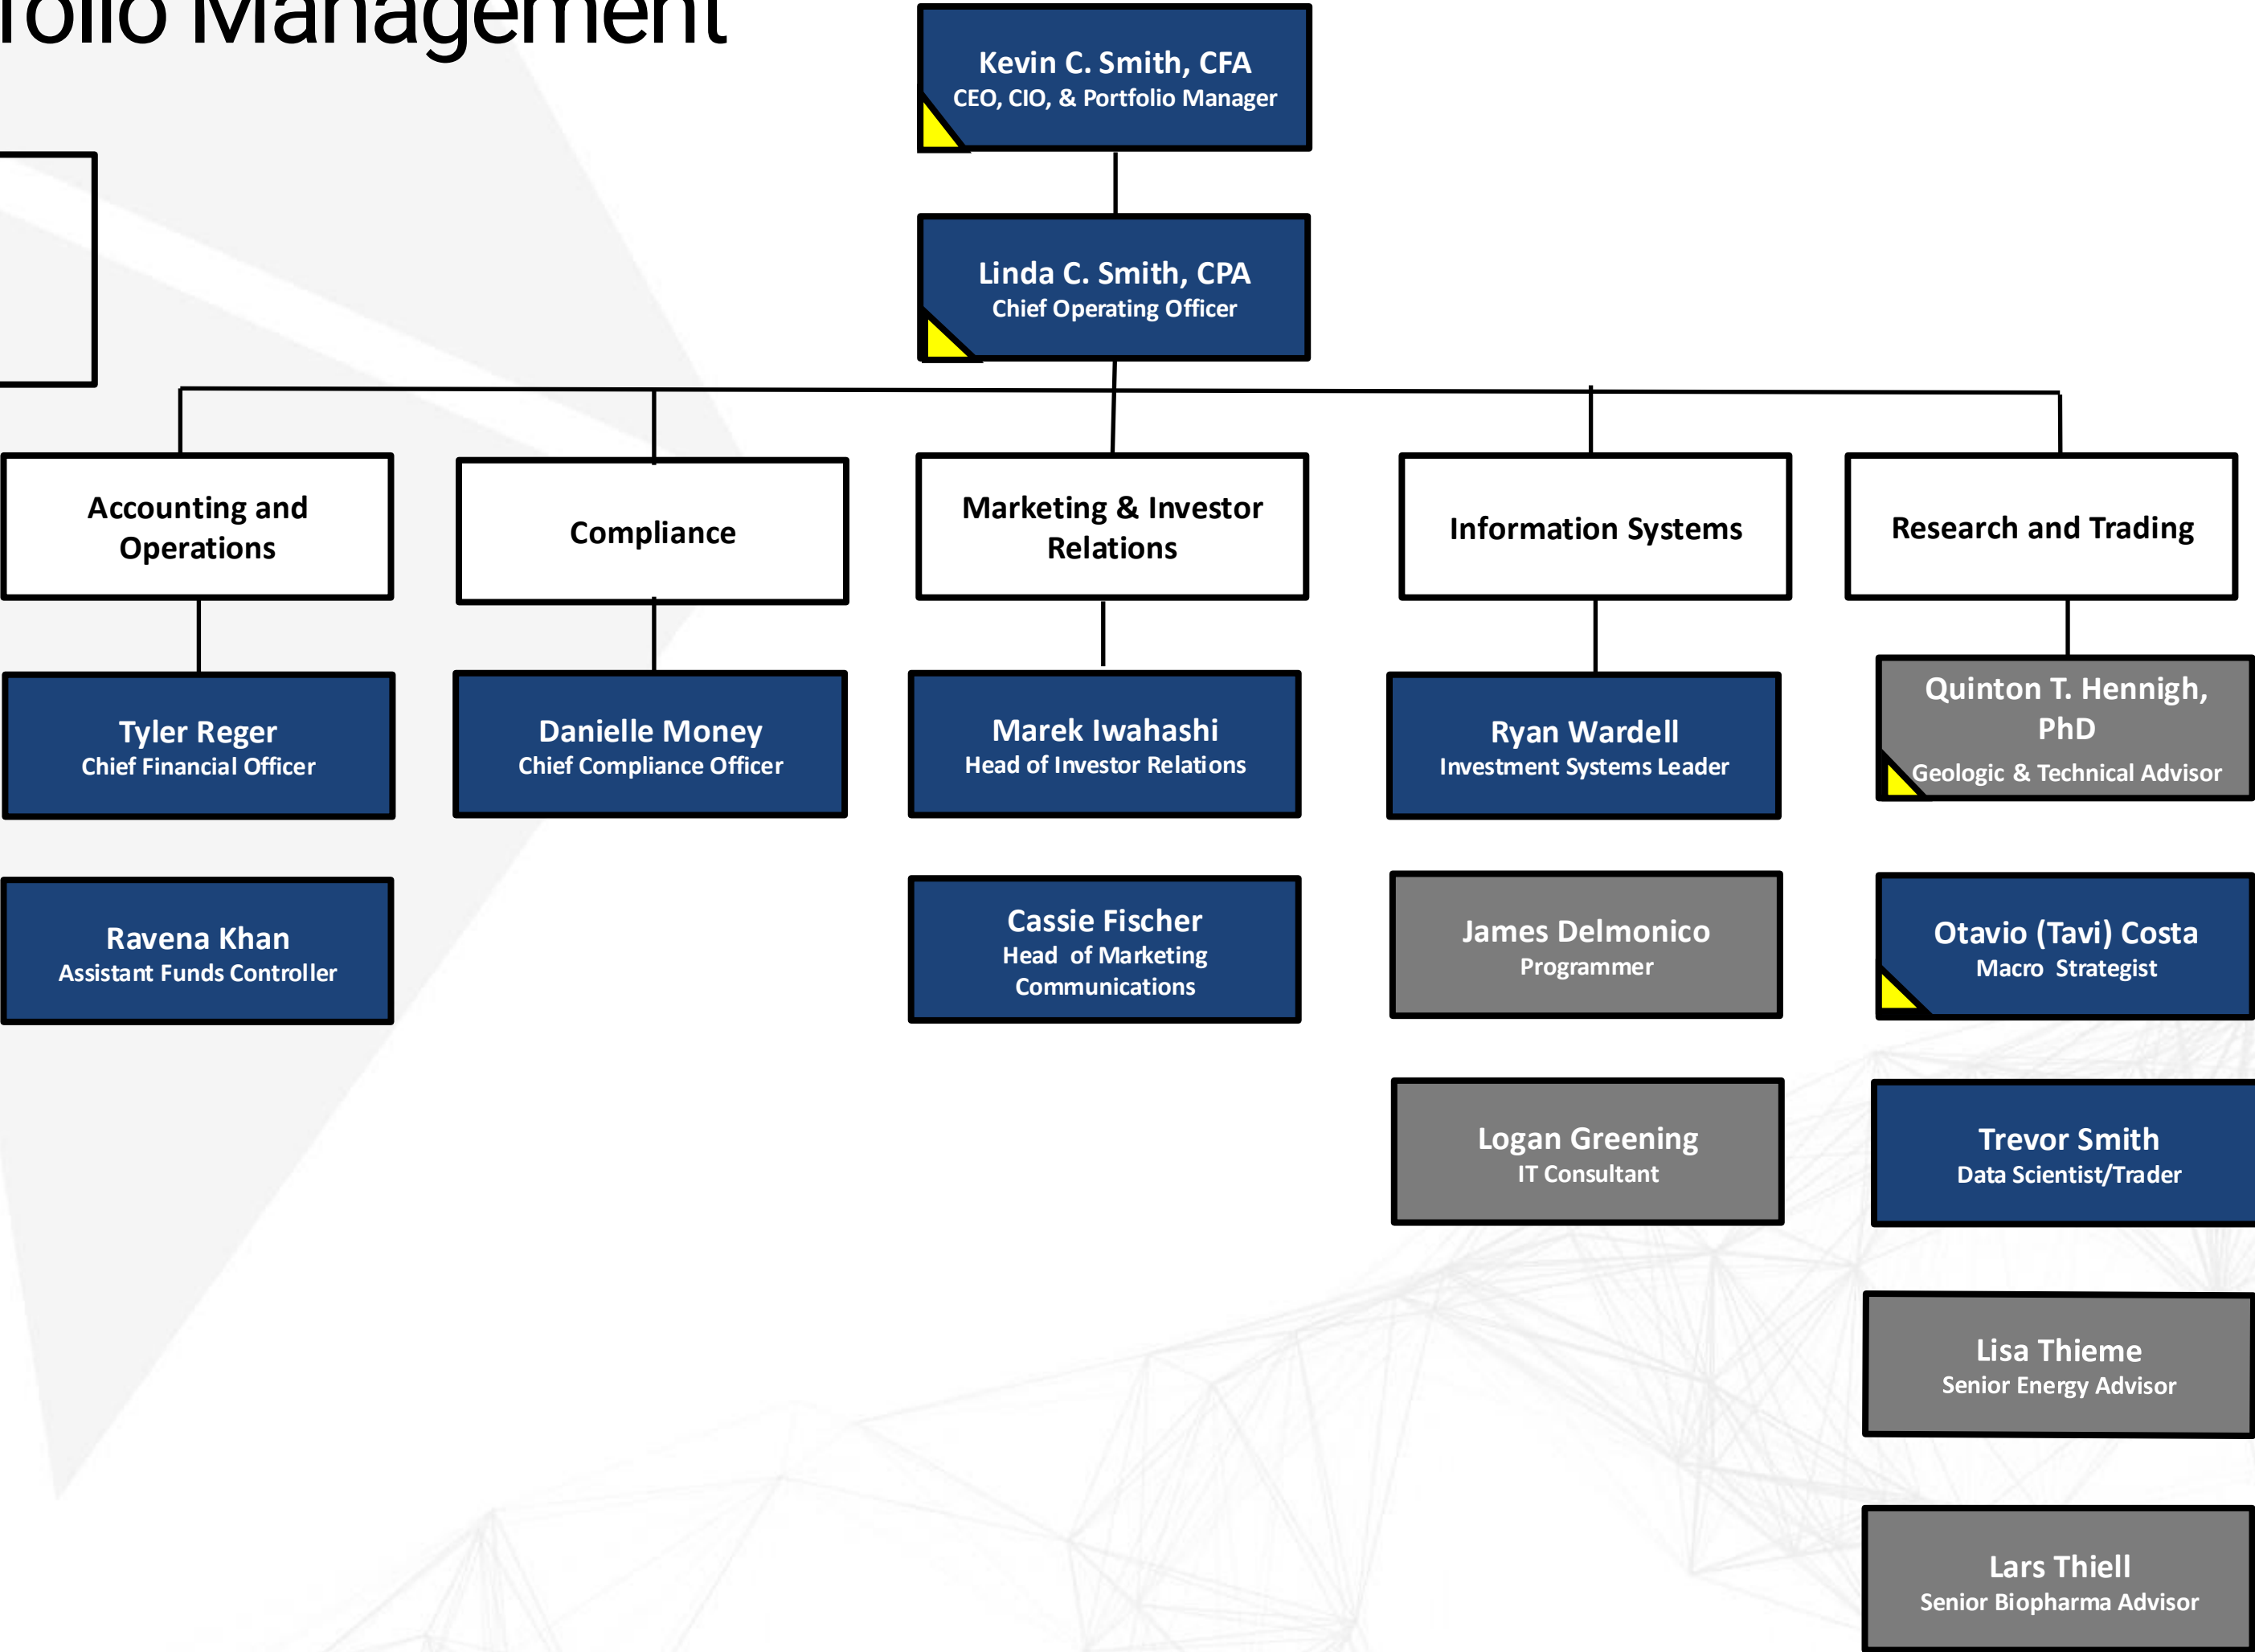 folio Management
Kevin C. Smith, CFA
CEO, CIO, & Portfolio Manager
Linda C. Smith, CPA
Chief Operating Officer
Accounting and
Operations
Compliance
Marketing & Investor
Relations
Information Systems
Research and Trading
Tyler Reger
Chief Financial Officer
Danielle Money
Chief Compliance Officer
Marek Iwahashi
Head of Investor Relations
Ryan Wardell
Investment Systems Leader
Quinton T. Hennigh,
PhD
Geologic & Technical Advisor
Ravena Khan
Assistant Funds Controller
Cassie Fischer
Head of Marketing
Communications
James Delmonico
Programmer
Otavio (Tavi) Costa
Macro Strategist
Logan Greening
IT Consultant
Trevor Smith
Data Scientist/Trader
Lisa Thieme
Senior Energy Advisor
Lars Thiell
Senior Biopharma Advisor